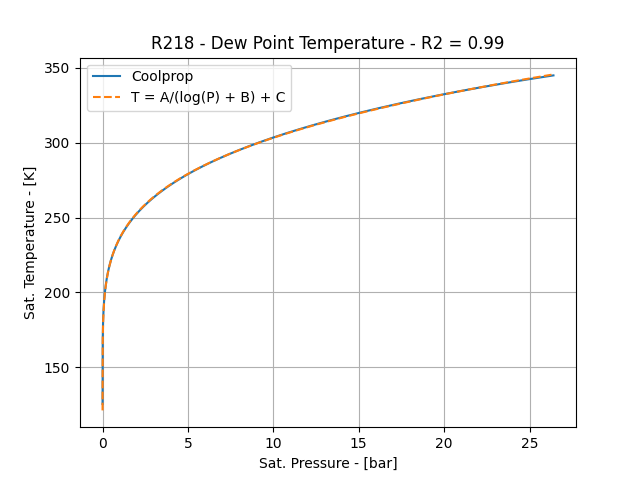 R218 - Dew Point Temperature - R2 = 0.99
Coolprop
T = A/(log(P) + B) + C
Sat. Temperature - [K]
350
300
250
200
150
0 5 10 15 20 25
Sat. Pressure - [bar]